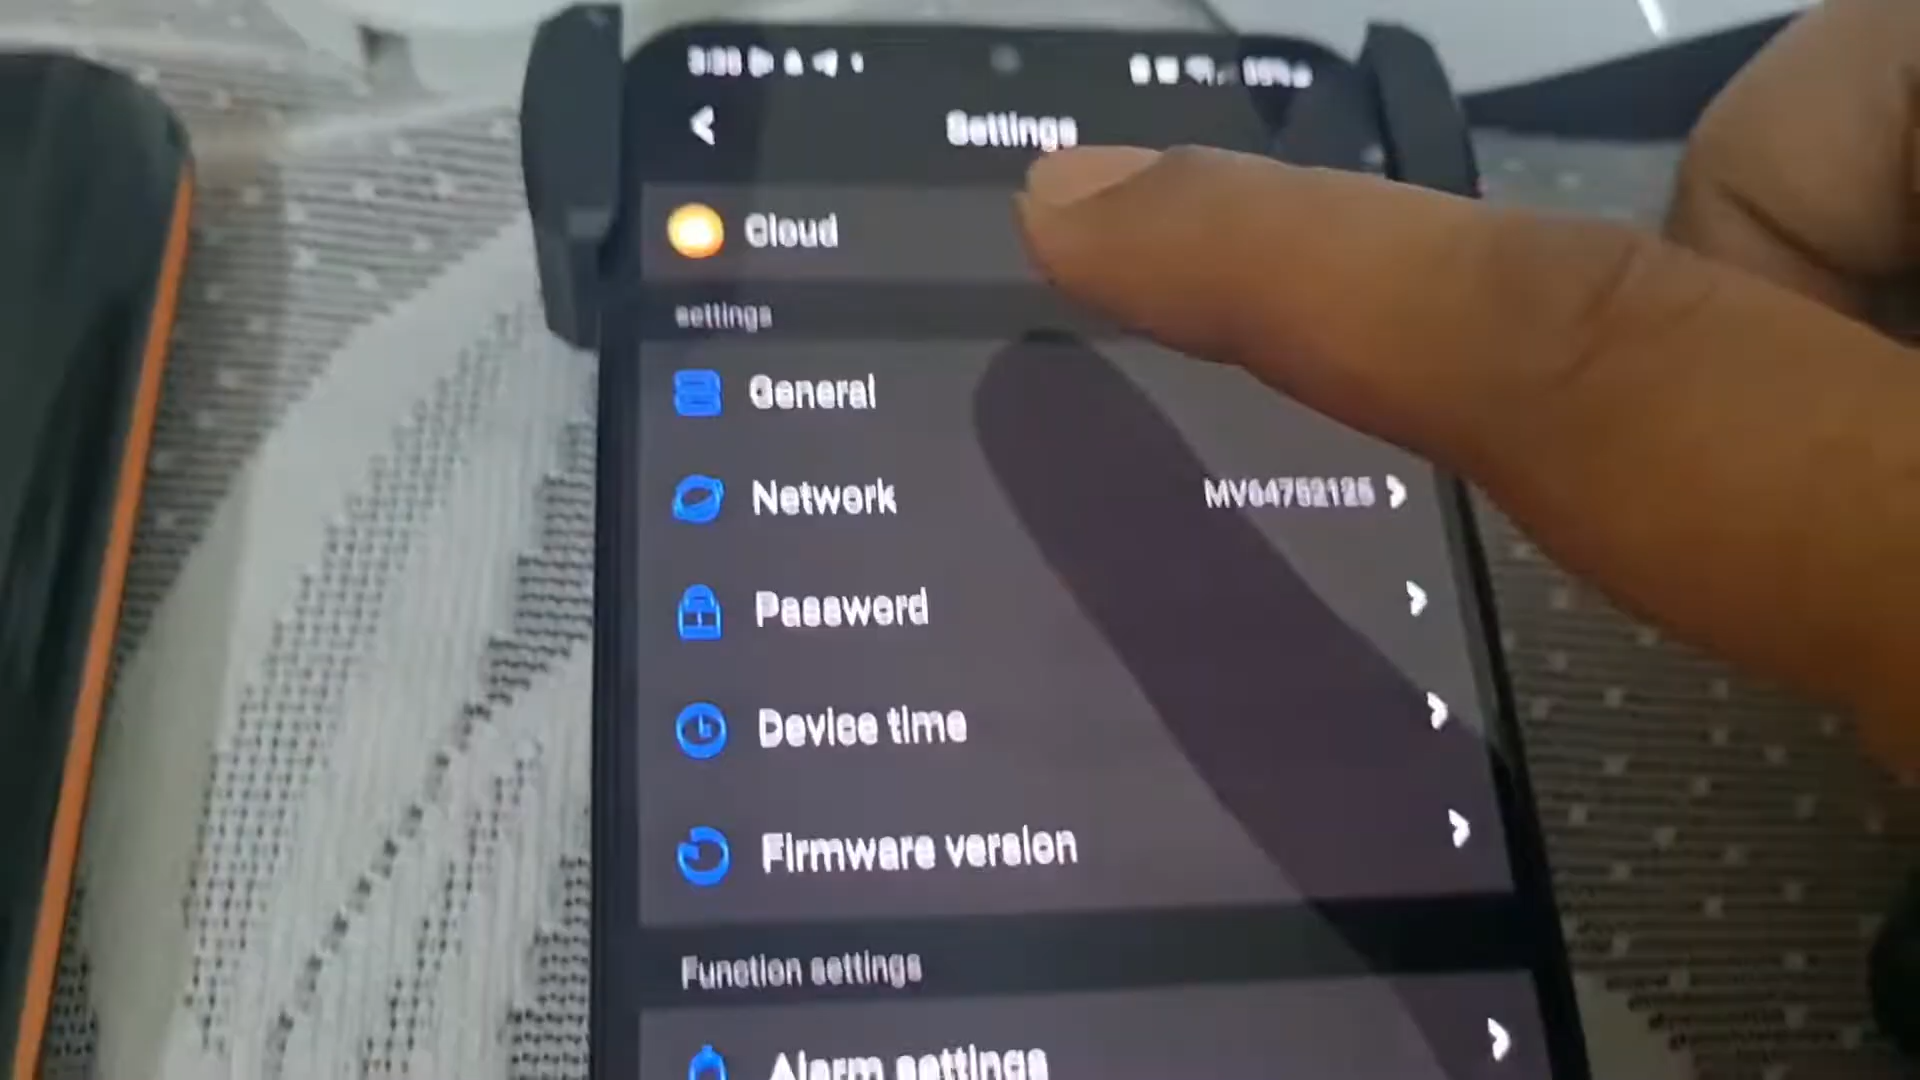 Settings
Cloud
settings
General
Network MV64752125
Password
Device time
Firmware version
Function settings
Alarm settings